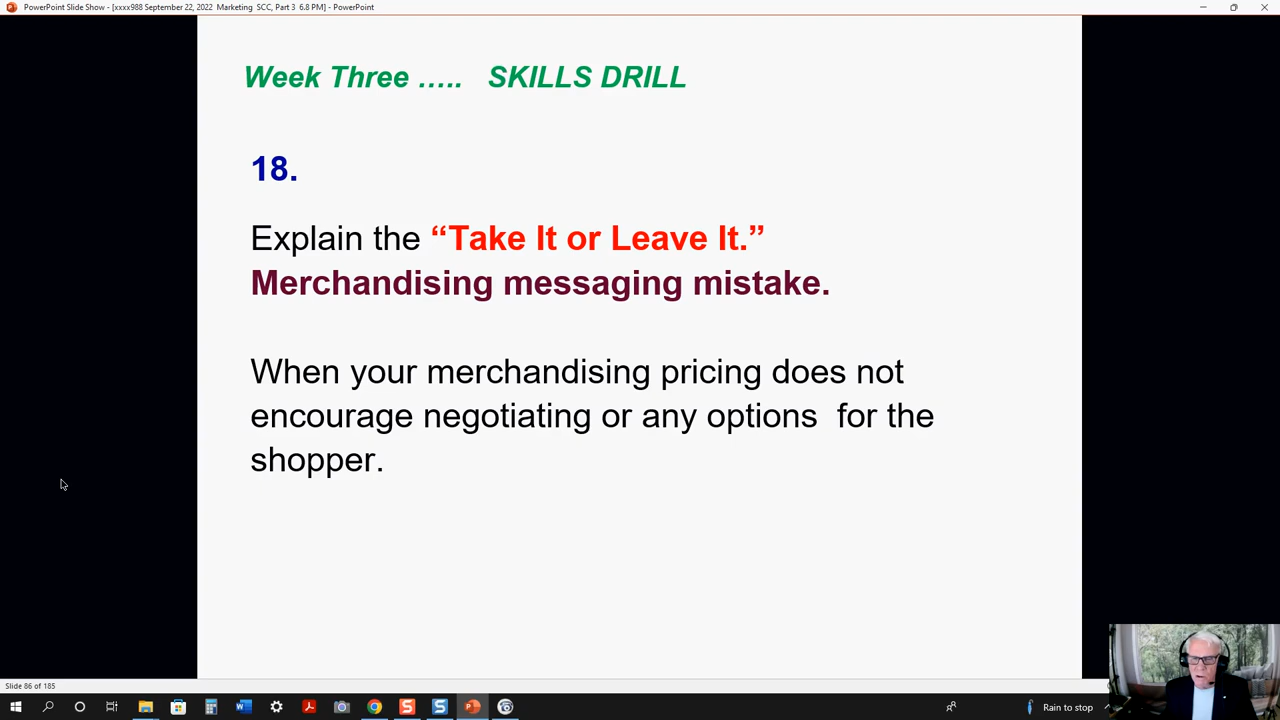 PowerPoint Slide Show - [xxxx988 September 22, 2022  Marketing  SCC, Part 3  6.8 PM] - PowerPoint
Week Three .....   SKILLS DRILL
18.
Explain the “Take It or Leave It.”
Merchandising messaging mistake.
When your merchandising pricing does not
encourage negotiating or any options  for the
shopper.
Slide 86 of 185
Rain to stop